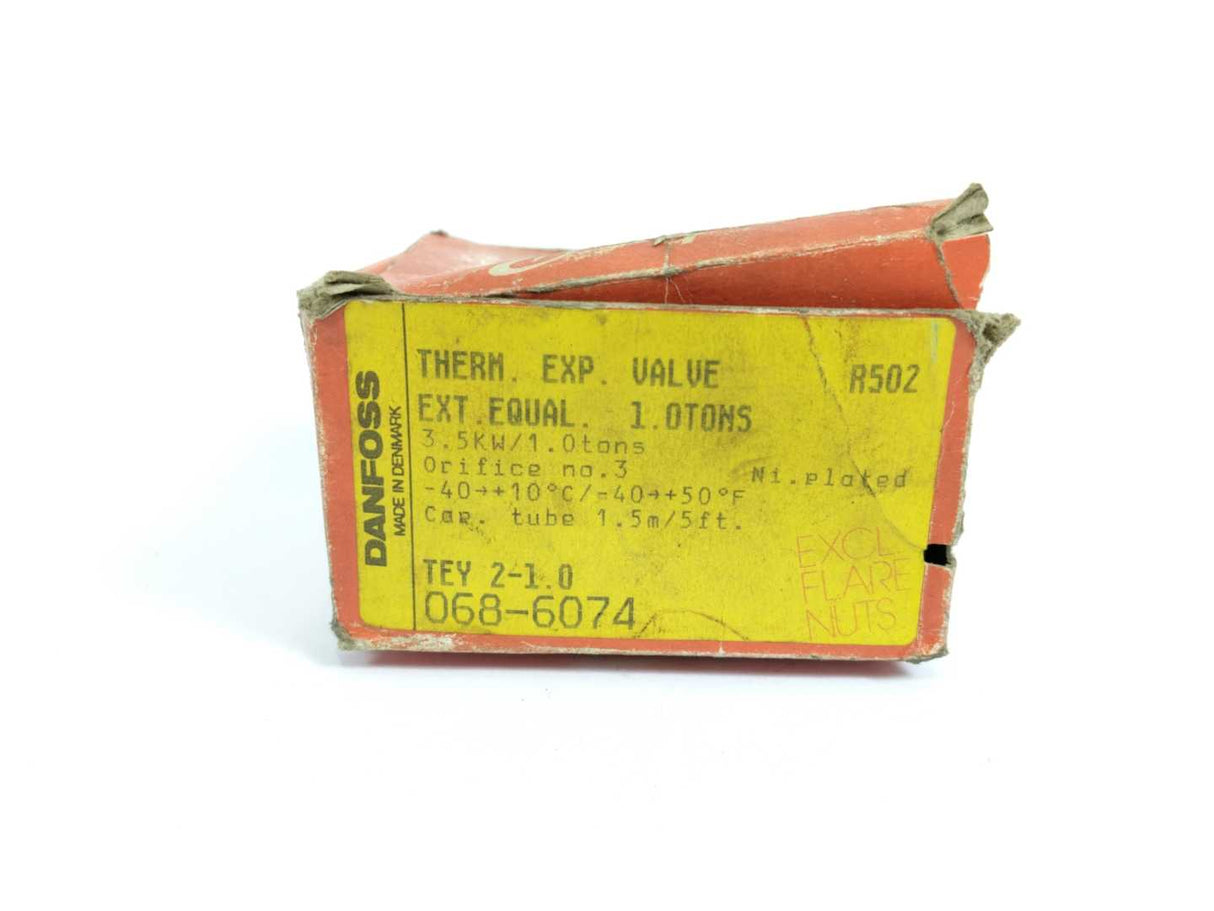 DANFOSS
MADE IN DENMARK
THERM. EXP. VALVE R502
EXT.EQUAL. 1.0TONS
3.5KW/1.0tons
Orifice no.3 Ni.plated
-40→+10°C/-40→+50°F
Cap. tube 1.5m/5ft.
TEY 2-1.0
068-6074
EXCL.
FLARE
NUTS